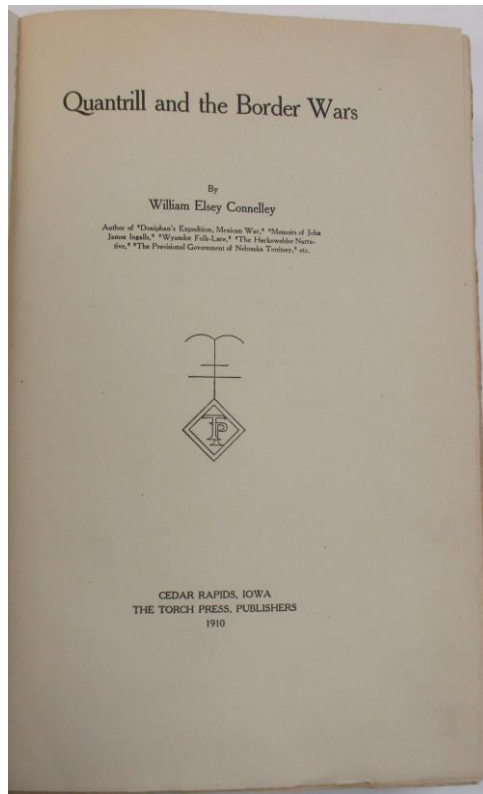 Quantrill and the Border Wars
By
William Elsey Connelley
Author of "Doniphan's Expedition, Mexican War," "Memoirs of John
James Ingalls," "Wyandot Folk-Lore," "The Heckewelder Narra-
tive," "The Provisional Government of Nebraska Territory," etc.
TP
CEDAR RAPIDS, IOWA
THE TORCH PRESS, PUBLISHERS
1910